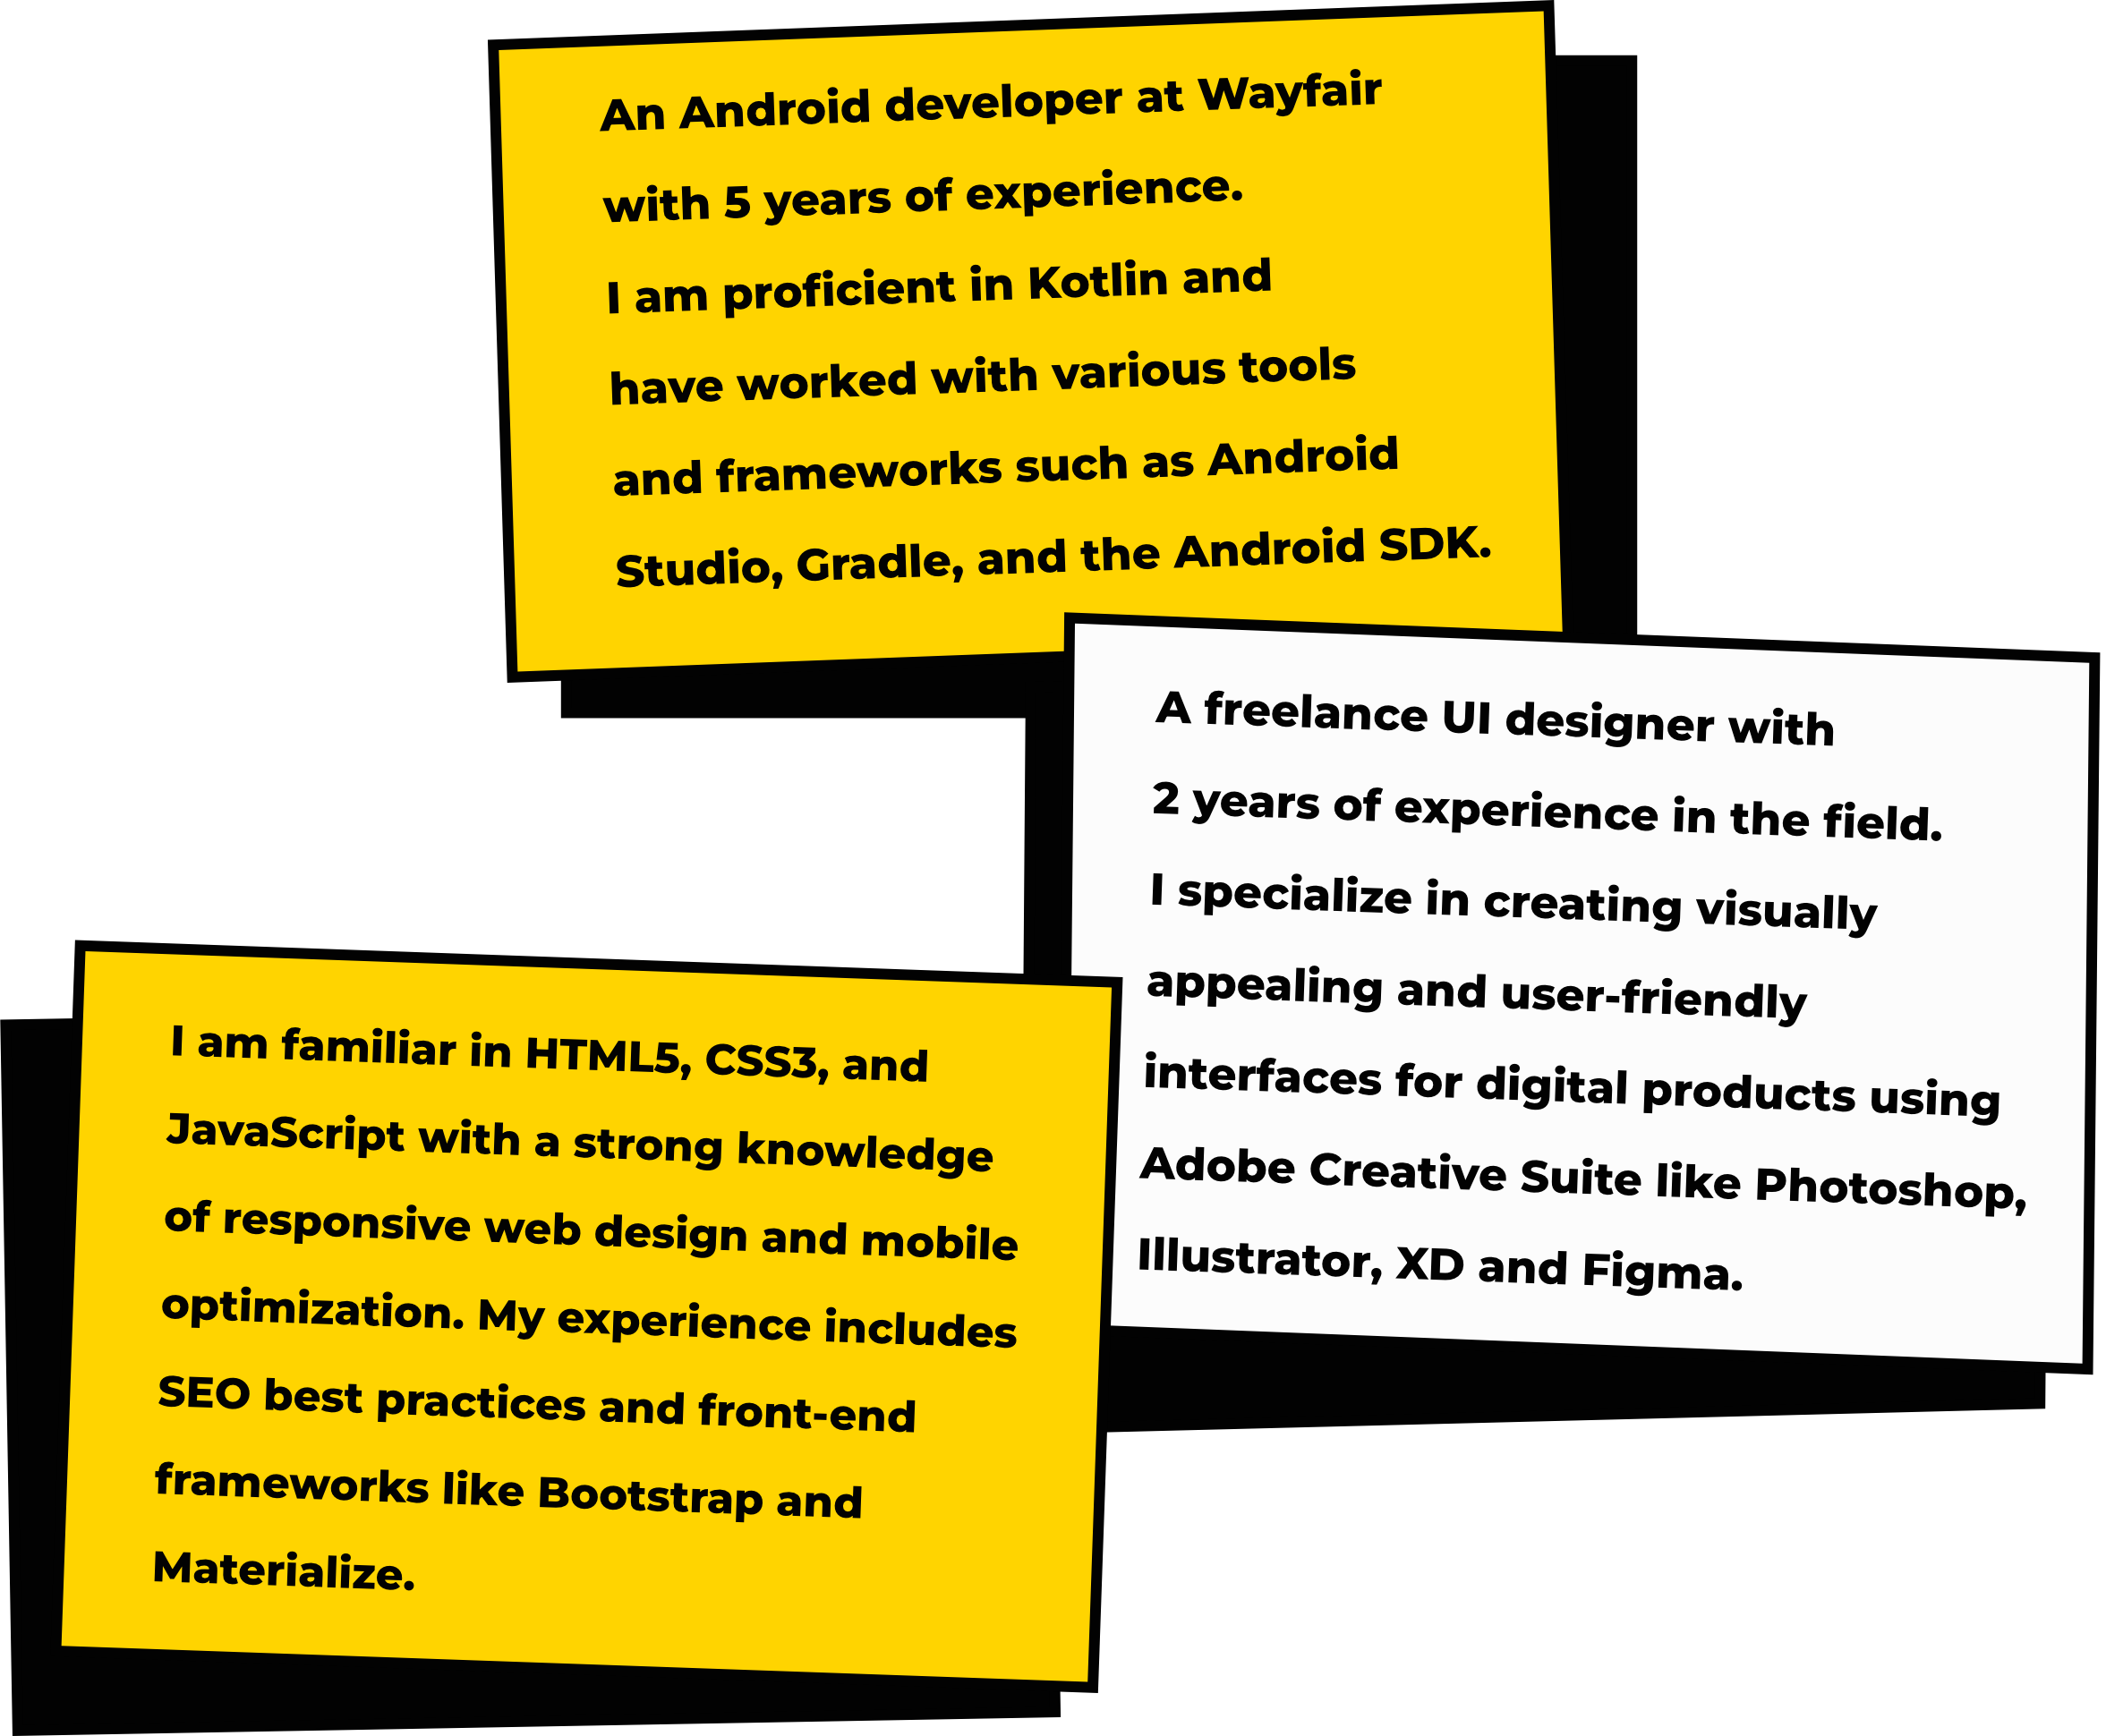 An Android developer at Wayfair
with 5 years of experience.
I am proficient in Kotlin and
have worked with various tools
and frameworks such as Android
Studio, Gradle, and the Android SDK.
A freelance UI designer with
2 years of experience in the field.
I specialize in creating visually
appealing and user-friendly
interfaces for digital products using
Adobe Creative Suite like Photoshop,
Illustrator, XD and Figma.
I am familiar in HTML5, CSS3, and
JavaScript with a strong knowledge
of responsive web design and mobile
optimization. My experience includes
SEO best practices and front-end
frameworks like Bootstrap and
Materialize.